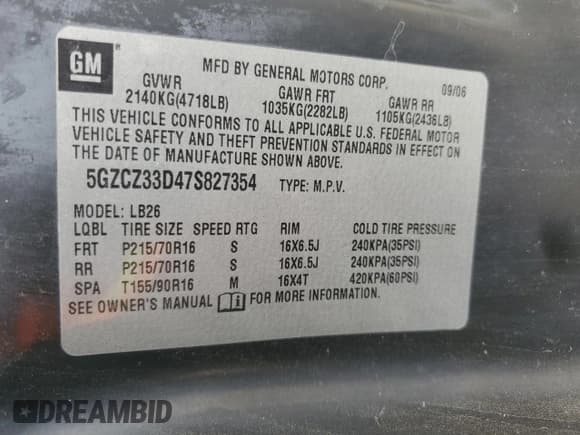 GM
®
MFD BY GENERAL MOTORS CORP.
09/06
GVWR GAWR FRT GAWR RR
2140KG(4718LB) 1035KG(2282LB) 1105KG(2436LB)
THIS VEHICLE CONFORMS TO ALL APPLICABLE U.S. FEDERAL MOTOR
VEHICLE SAFETY AND THEFT PREVENTION STANDARDS IN EFFECT ON
THE DATE OF MANUFACTURE SHOWN ABOVE.
5GZCZ33D47S827354 TYPE: M.P.V.
MODEL: LB26
LQBL TIRE SIZE SPEED RTG RIM COLD TIRE PRESSURE
FRT P215/70R16 S 16X6.5J 240KPA(35PSI)
RR P215/70R16 S 16X6.5J 240KPA(35PSI)
SPA T155/90R16 M 16X4T 420KPA(60PSI)
SEE OWNER'S MANUAL i FOR MORE INFORMATION.
DREAMBID